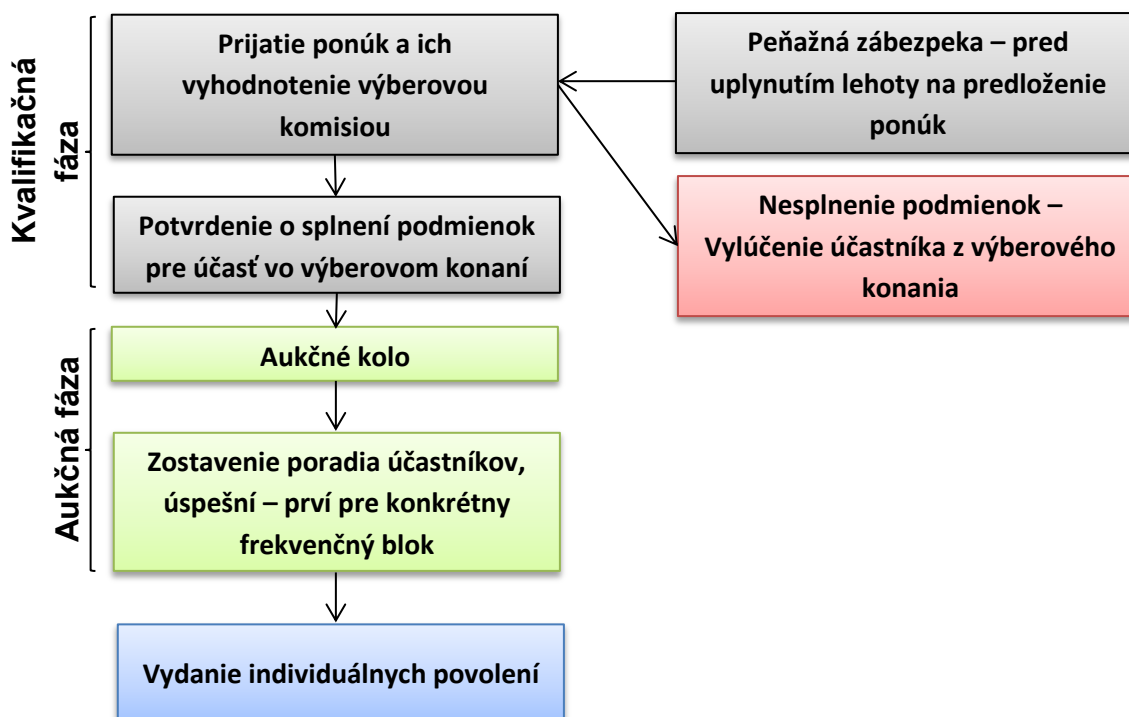 Kvalifikačná
fáza
Prijatie ponúk a ich
vyhodnotenie výberovou
komisiou
Peňažná zábezpeka – pred
uplynutím lehoty na predloženie
ponúk
Nesplnenie podmienok –
Vylúčenie účastníka z výberového
konania
Potvrdenie o splnení podmienok
pre účasť vo výberovom konaní
Aukčná fáza
Aukčné kolo
Zostavenie poradia účastníkov,
úspešní – prví pre konkrétny
frekvenčný blok
Vydanie individuálnych povolení